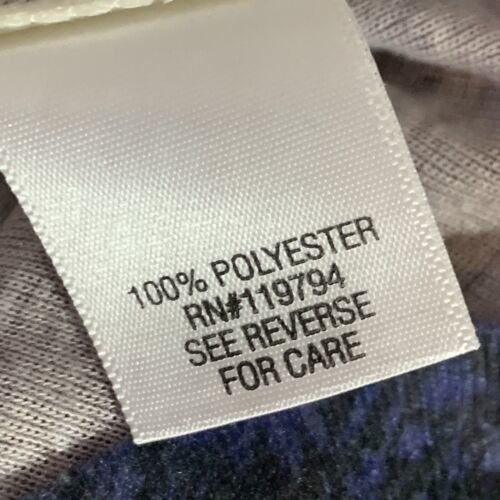 100% POLYESTER
RN#119794
SEE REVERSE
FOR CARE